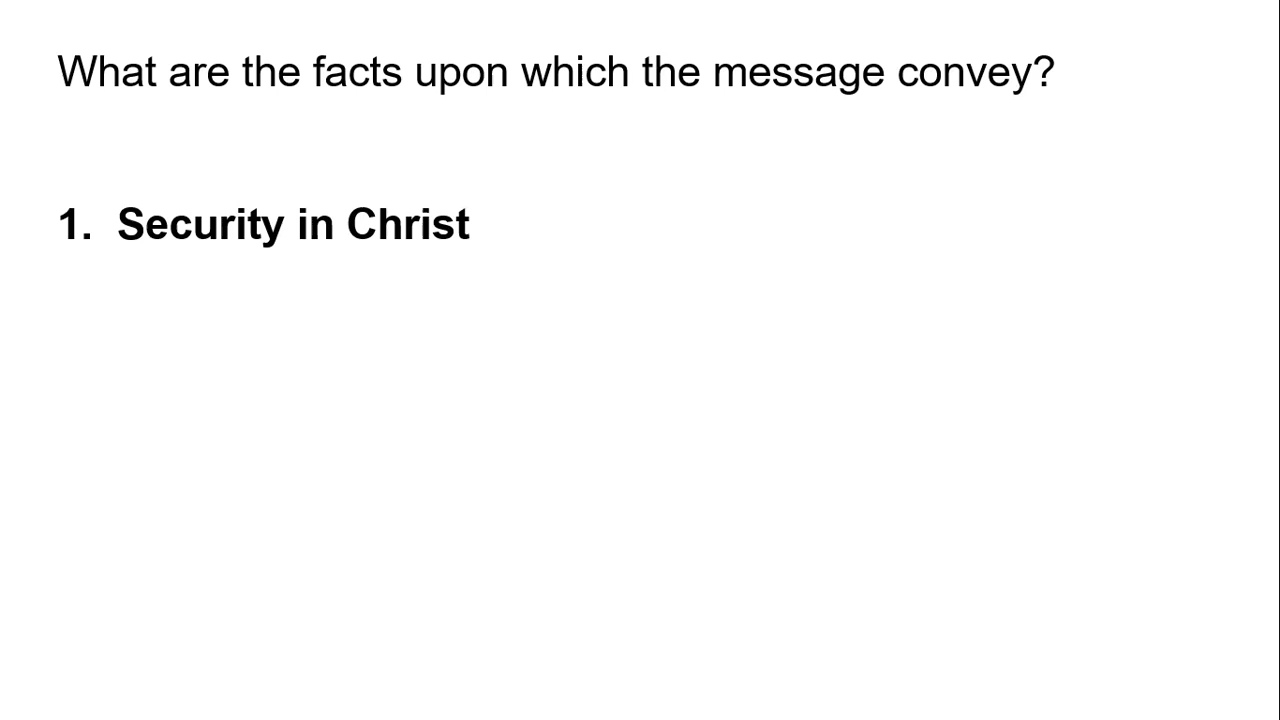 What are the facts upon which the message convey?
1. Security in Christ